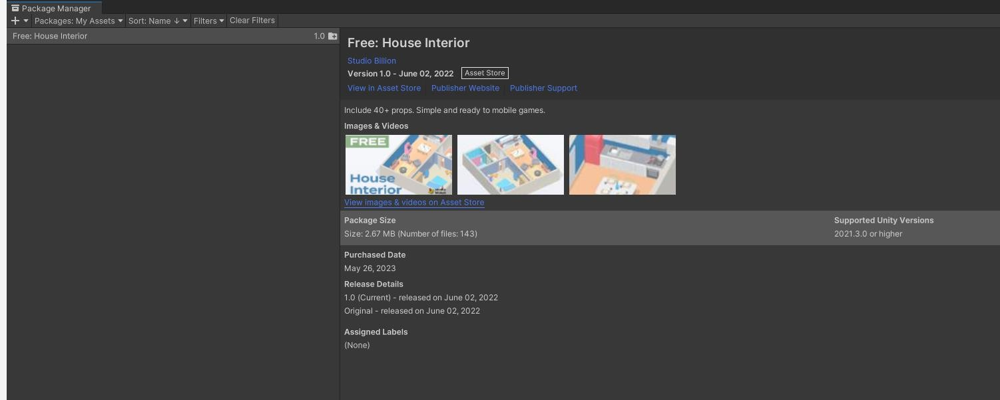 Package Manager
+ Packages: My Assets Sort: Name ↓ Filters Clear Filters
Free: House Interior 1.0
Free: House Interior
Studio Billion
Version 1.0 - June 02, 2022 Asset Store
View in Asset Store Publisher Website Publisher Support
Include 40+ props. Simple and ready to mobile games.
Images & Videos
FREE
House
Interior
View images & videos on Asset Store
Package Size Supported Unity Versions
Size: 2.67 MB (Number of files: 143) 2021.3.0 or higher
Purchased Date
May 26, 2023
Release Details
1.0 (Current) - released on June 02, 2022
Original - released on June 02, 2022
Assigned Labels
(None)